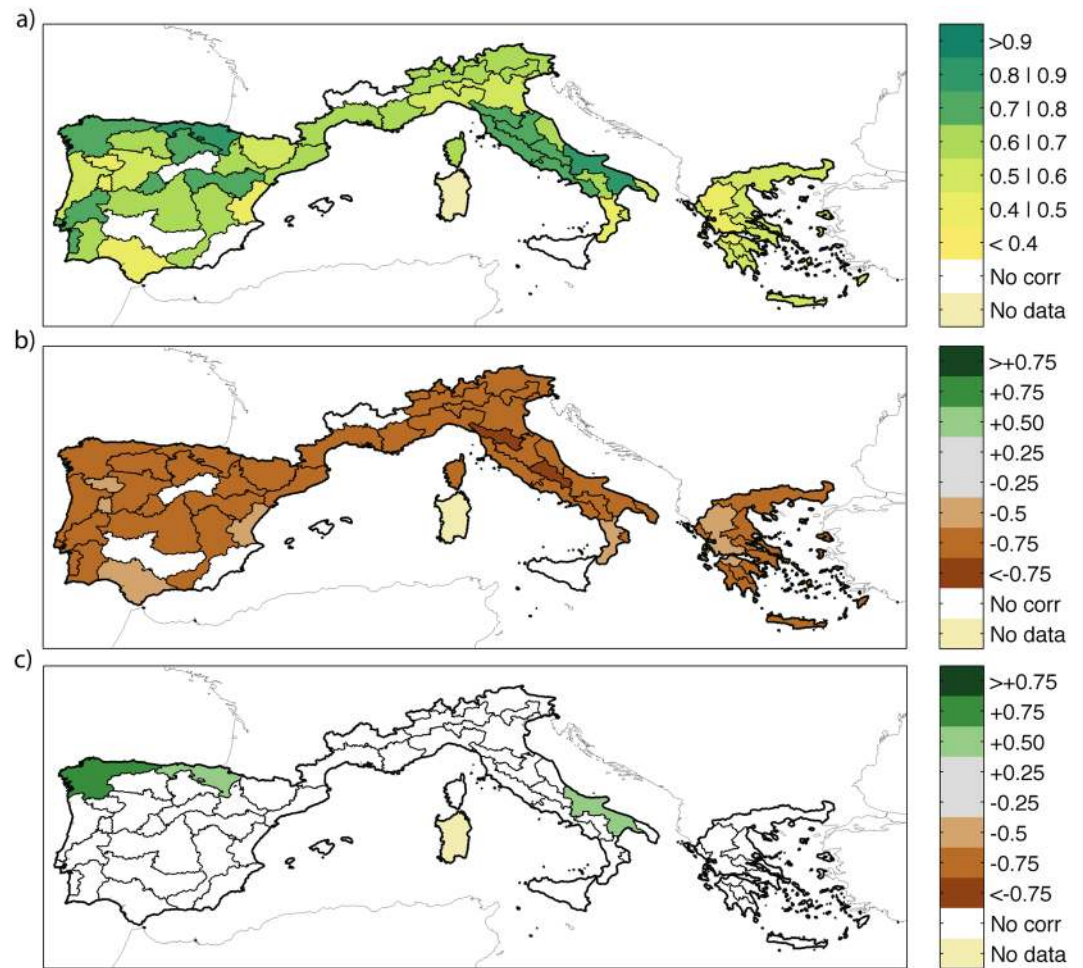 a)
>0.9
0.8 | 0.9
0.7 | 0.8
0.6 | 0.7
0.5 | 0.6
0.4 | 0.5
< 0.4
No corr
No data
b)
>+0.75
+0.75
+0.50
+0.25
-0.25
-0.5
-0.75
<-0.75
No corr
No data
c)
>+0.75
+0.75
+0.50
+0.25
-0.25
-0.5
-0.75
<-0.75
No corr
No data